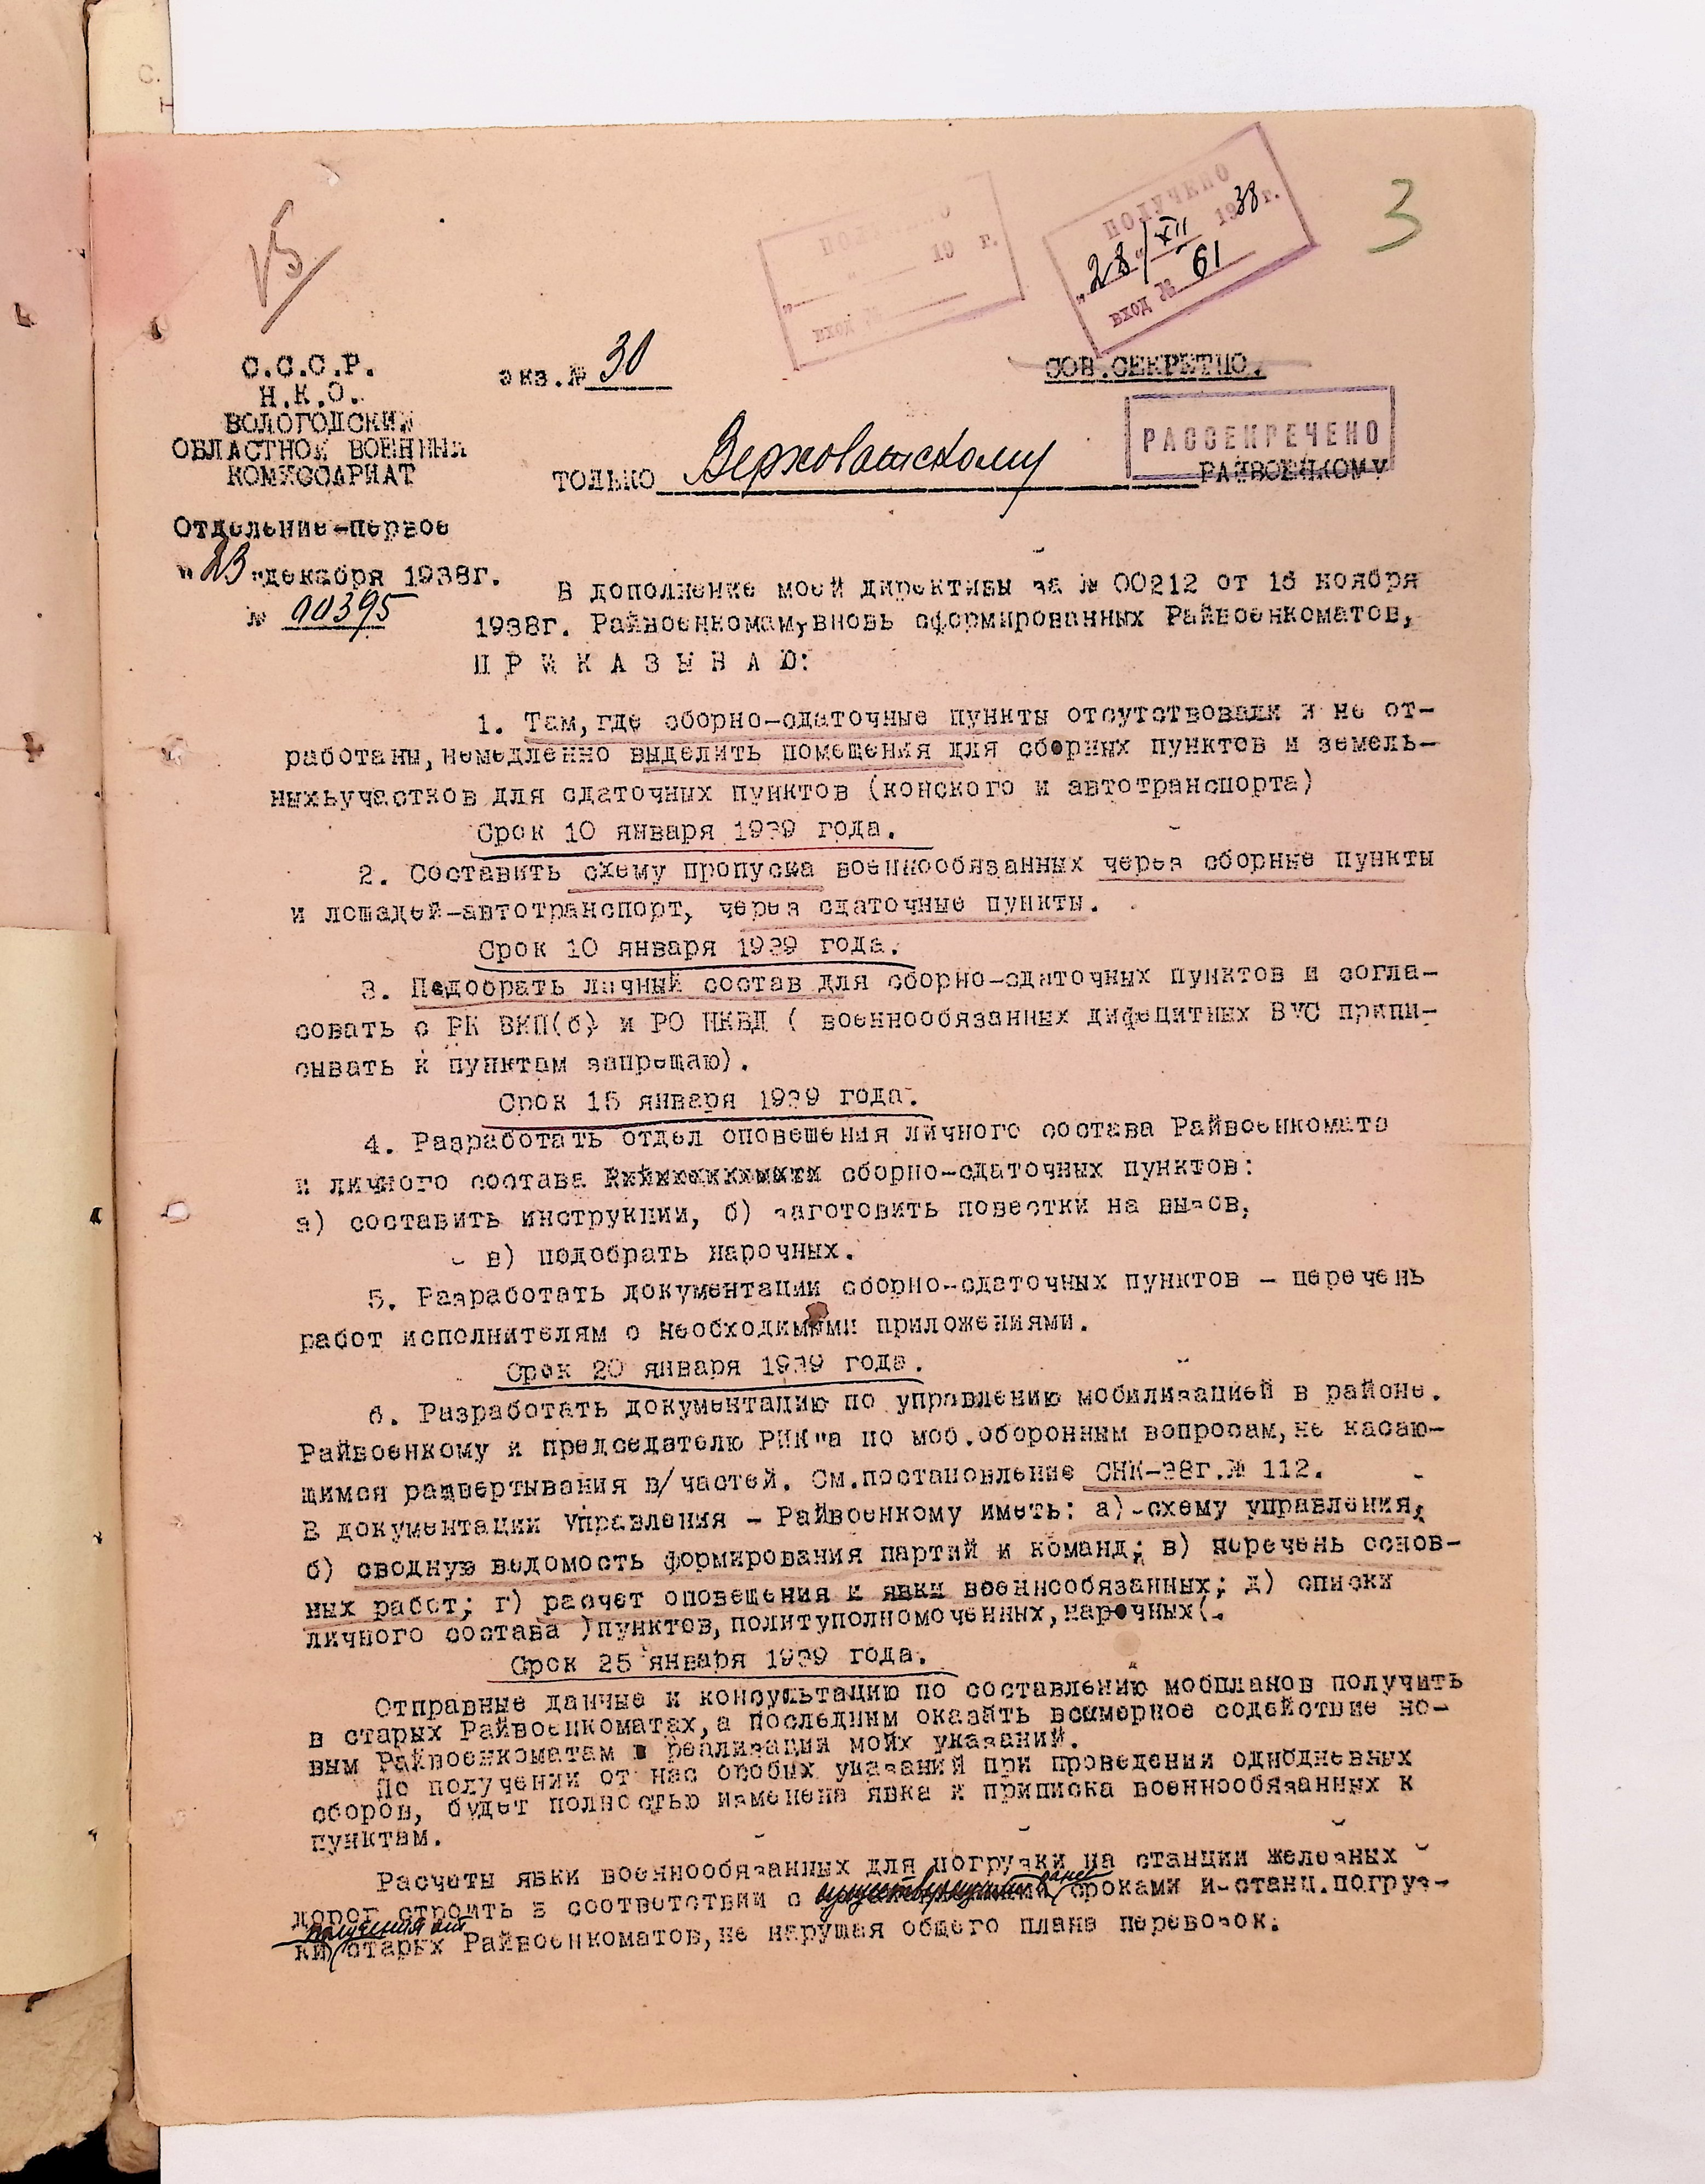 3
15
ПОЛУЧЕНО
19 г.
ВХОД №
ПОЛУЧЕНО
"28" XII 1938 г.
ВХОД № 61
С.С.С.Р.
Н.К.О.
ВОЛОГОДСКИЙ
ОБЛАСТНОЙ ВОЕННЫЙ
КОМИССАРИАТ
Отделение-первое
"23"декабря 1938г.
№ 00395
экз.№ 30
СОВ.СЕКРЕТНО.
РАССЕКРЕЧЕНО
ТОЛЬКО Верховажскому РАЙВОЕНКОМУ
В дополнение моей директивы за № 00212 от 15 ноября
1938г. Райвоенкомам,вновь сформированных Райвоенкоматов,
П Р И К А З Ы В А Ю:
1. Там,где сборно-сдаточные пункты отсутствовали и не от-
работаны,немедленно выделить помещения для сборных пунктов и земель-
ныхьучастков для сдаточных пунктов (конского и автотранспорта)
Срок 10 января 1939 года.
2. Составить схему пропуска военнообязанных через сборные пункты
и лошадей-автотранспорт, через сдаточные пункты.
Срок 10 января 1939 года.
3. Подобрать личный состав для сборно-сдаточных пунктов и согла-
совать с РК ВКП(б) и РО НКВД ( военнообязанных дифецитных ВУС припи-
сывать к пунктам запрещаю).
Срок 15 января 1939 года.
4. Разработать отдел оповещения личного состава Райвоенкомата
и личного состава сборно-сдаточных пунктов:
а) составить инструкции, б) заготовить повестки на вызов,
в) подобрать нарочных.
5. Разработать документации сборно-сдаточных пунктов - перечень
работ исполнителям с необходимыми приложениями.
Срок 20 января 1939 года.
6. Разработать документацию по управлению мобилизацией в районе.
Райвоенкому и председателю РИК"а по моб.оборонным вопросам,не касаю-
щимся развертывания в/частей. См.постановление СНК-38г.№ 112.
В документации управления - Райвоенкому иметь: а)-схему управления,
б) сводную ведомость формирования партий и команд; в) перечень основ-
ных работ; г) расчет оповещения и явки военнообязанных; д) списки
личного состава )пунктов,политуполномоченных,нарочных(.
Срок 25 января 1939 года.
Отправные данные и консультацию по составлению мобпланов получить
в старых Райвоенкоматах,а последним оказать всемерное содействие но-
вым Райвоенкоматам в реализации моих указаний.
По получении от нас особых указаний при проведении однодневных
сборов, будет полностью изменена явка и приписка военнообязанных к
пунктам.
Расчеты явки военнообязанных для погрузки на станции железных
дорог строить в соответствии с ранее сроками и-станц.погруз-
ки получения от старых Райвоенкоматов,не нарушая общего плана перевозок.